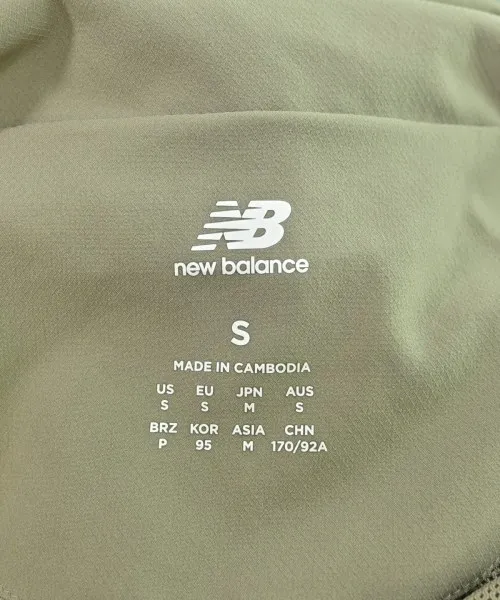 NB
new balance
S
MADE IN CAMBODIA
US EU JPN AUS
S S M S
BRZ KOR ASIA CHN
P 95 M 170/92A